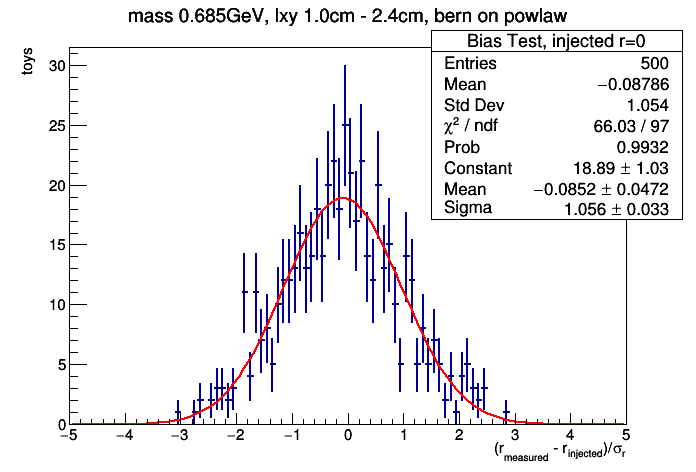 mass 0.685GeV, lxy 1.0cm - 2.4cm, bern on powlaw
toys
Bias Test, injected r=0
Entries 500
Mean −0.08786
Std Dev 1.054
χ² / ndf 66.03 / 97
Prob 0.9932
Constant 18.89 ± 1.03
Mean −0.0852 ± 0.0472
Sigma 1.056 ± 0.033
30
25
20
15
10
5
0
−5 −4 −3 −2 −1 0 1 2 3 4 5
(r_measured - r_injected)/σ_r